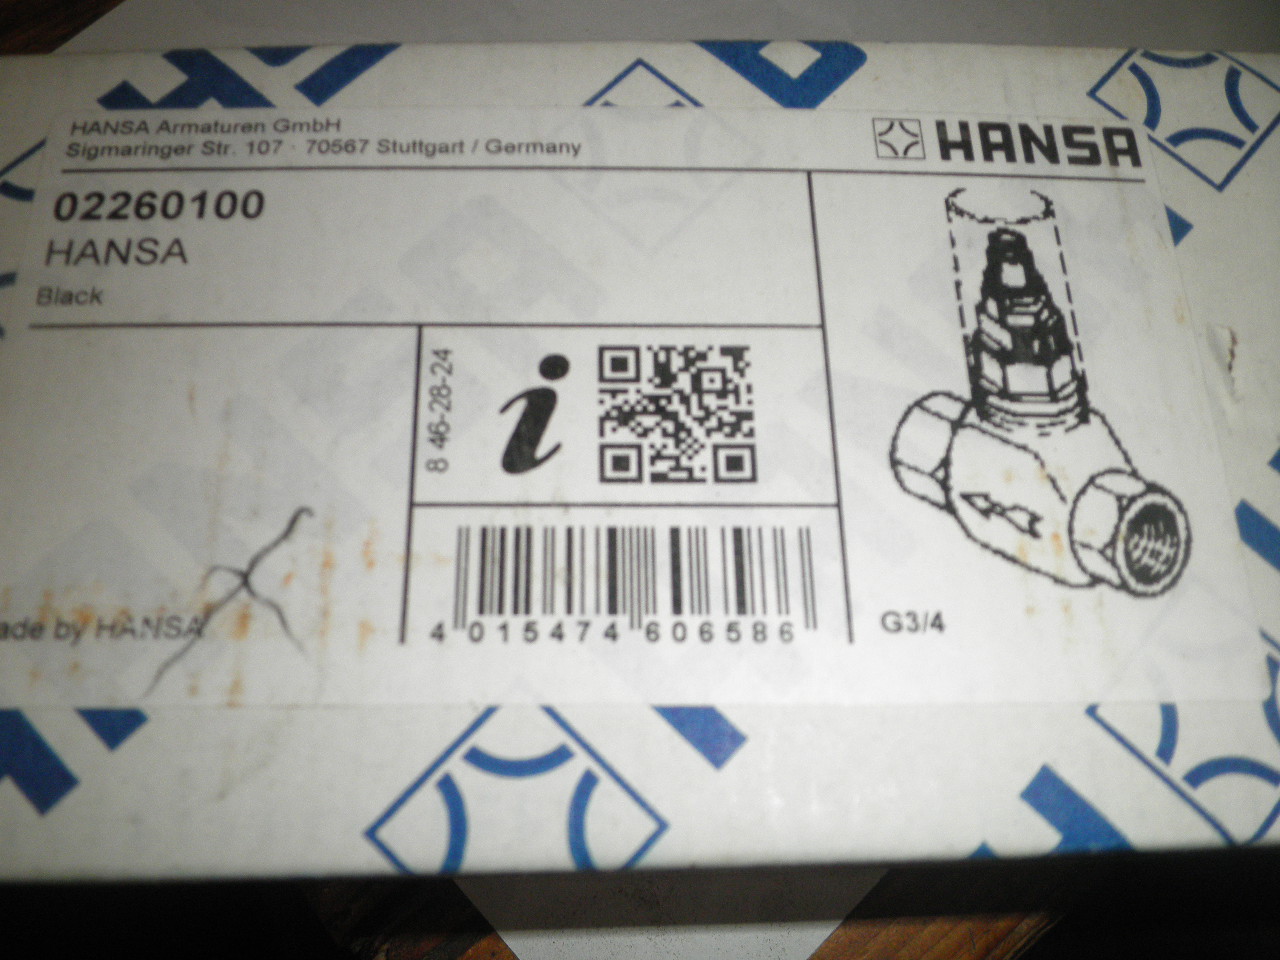 HANSA Armaturen GmbH
Sigmaringer Str. 107 · 70567 Stuttgart / Germany
HANSA
02260100
HANSA
Black
8 46-28-24
i
ade by HANSA
4 015474 606586
G3/4